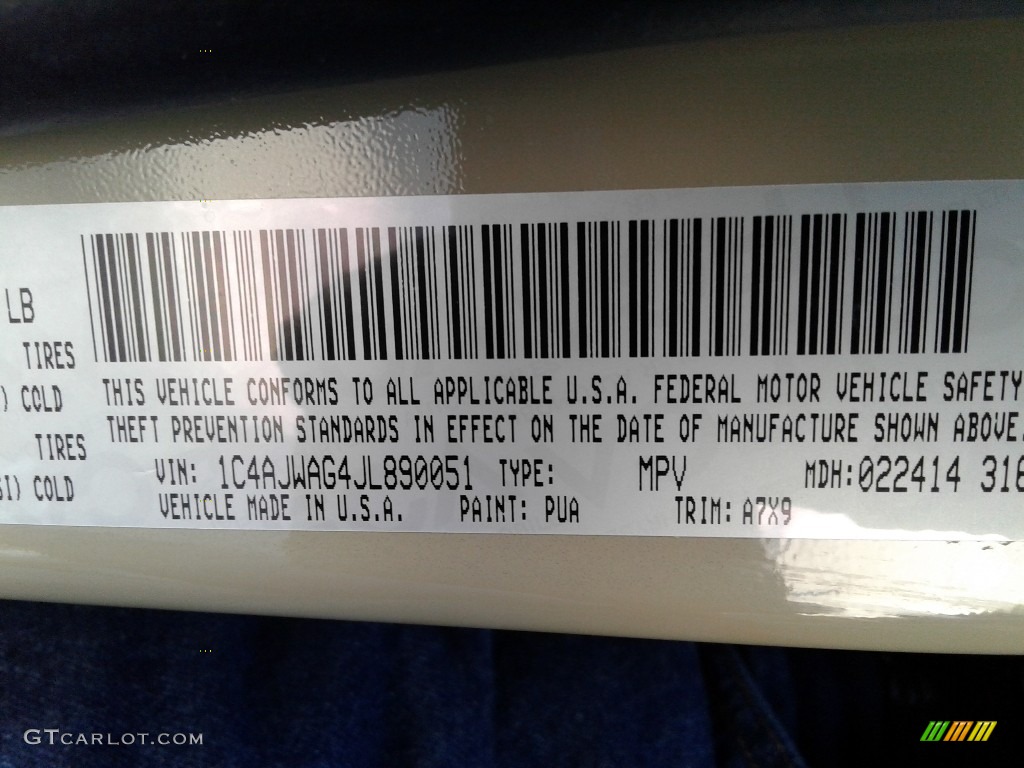 LB
TIRES
) COLD
TIRES
SI) COLD
THIS VEHICLE CONFORMS TO ALL APPLICABLE U.S.A. FEDERAL MOTOR VEHICLE SAFETY
THEFT PREVENTION STANDARDS IN EFFECT ON THE DATE OF MANUFACTURE SHOWN ABOVE.
VIN: 1C4AJWAG4JL890051 TYPE: MPV MDH:022414 316
VEHICLE MADE IN U.S.A. PAINT: PUA TRIM: A7X9
GTCARLOT.COM